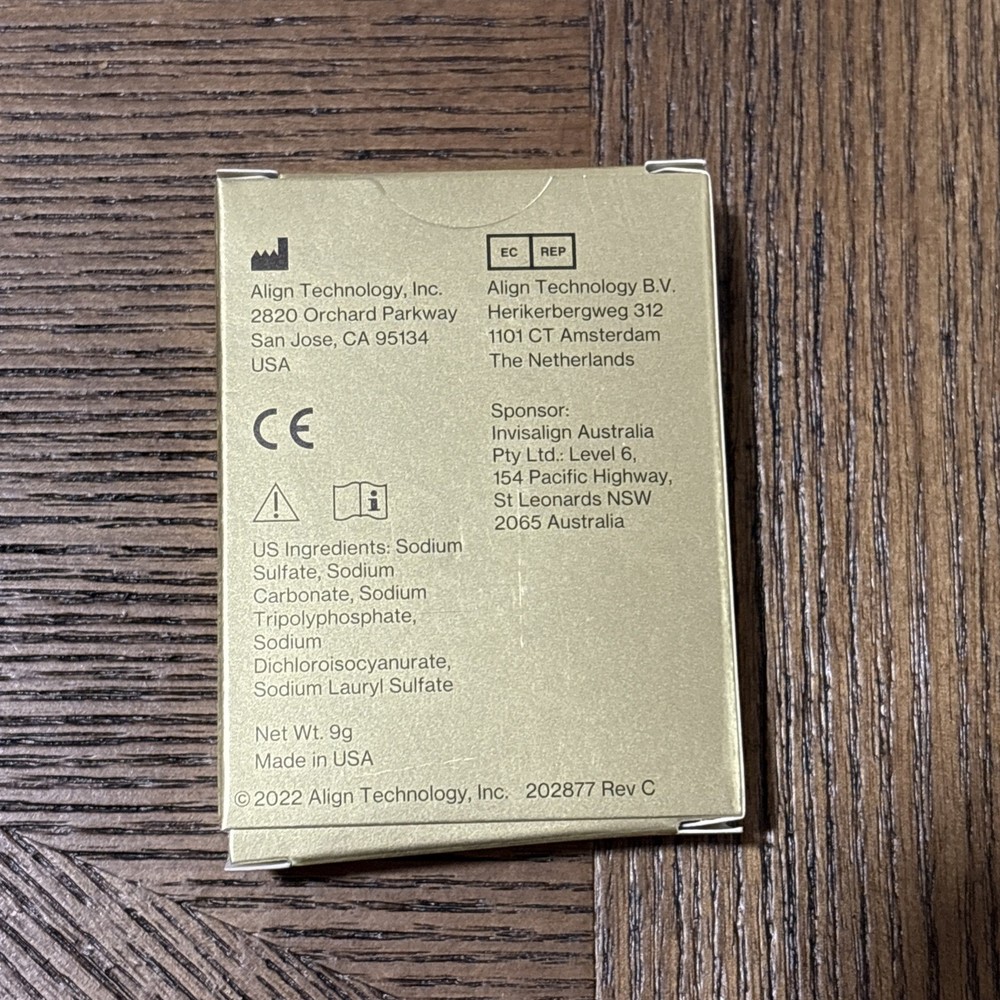 Align Technology, Inc.
2820 Orchard Parkway
San Jose, CA 95134
USA
EC REP
Align Technology B.V.
Herikerbergweg 312
1101 CT Amsterdam
The Netherlands
Sponsor:
Invisalign Australia
Pty Ltd.: Level 6,
154 Pacific Highway,
St Leonards NSW
2065 Australia
CE
US Ingredients: Sodium
Sulfate, Sodium
Carbonate, Sodium
Tripolyphosphate,
Sodium
Dichloroisocyanurate,
Sodium Lauryl Sulfate
Net Wt. 9g
Made in USA
© 2022 Align Technology, Inc. 202877 Rev C